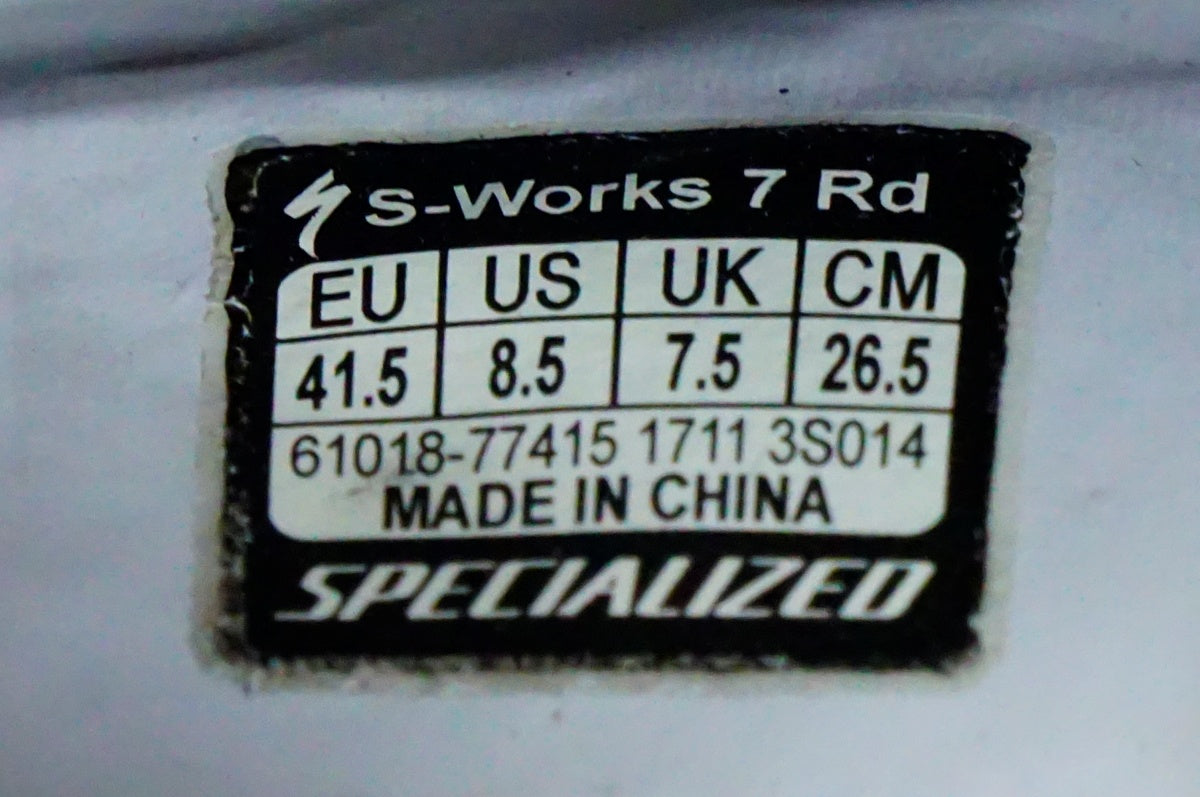 S-Works 7 Rd
EU US UK CM
41.5 8.5 7.5 26.5
61018-77415 1711 3S014
MADE IN CHINA
SPECIALIZED